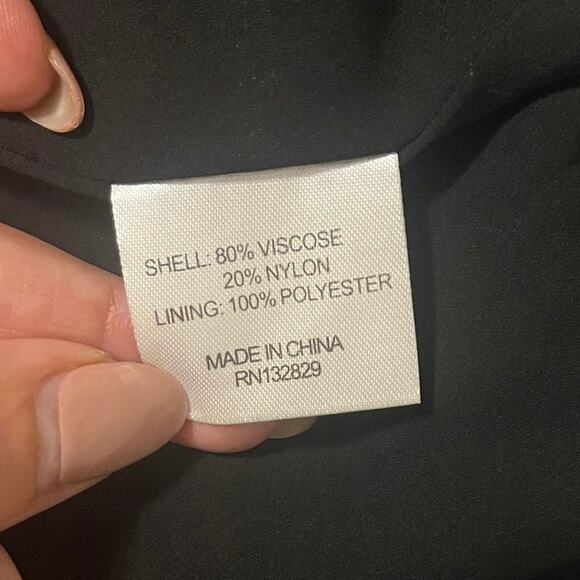 SHELL: 80% VISCOSE
20% NYLON
LINING: 100% POLYESTER
MADE IN CHINA
RN132829